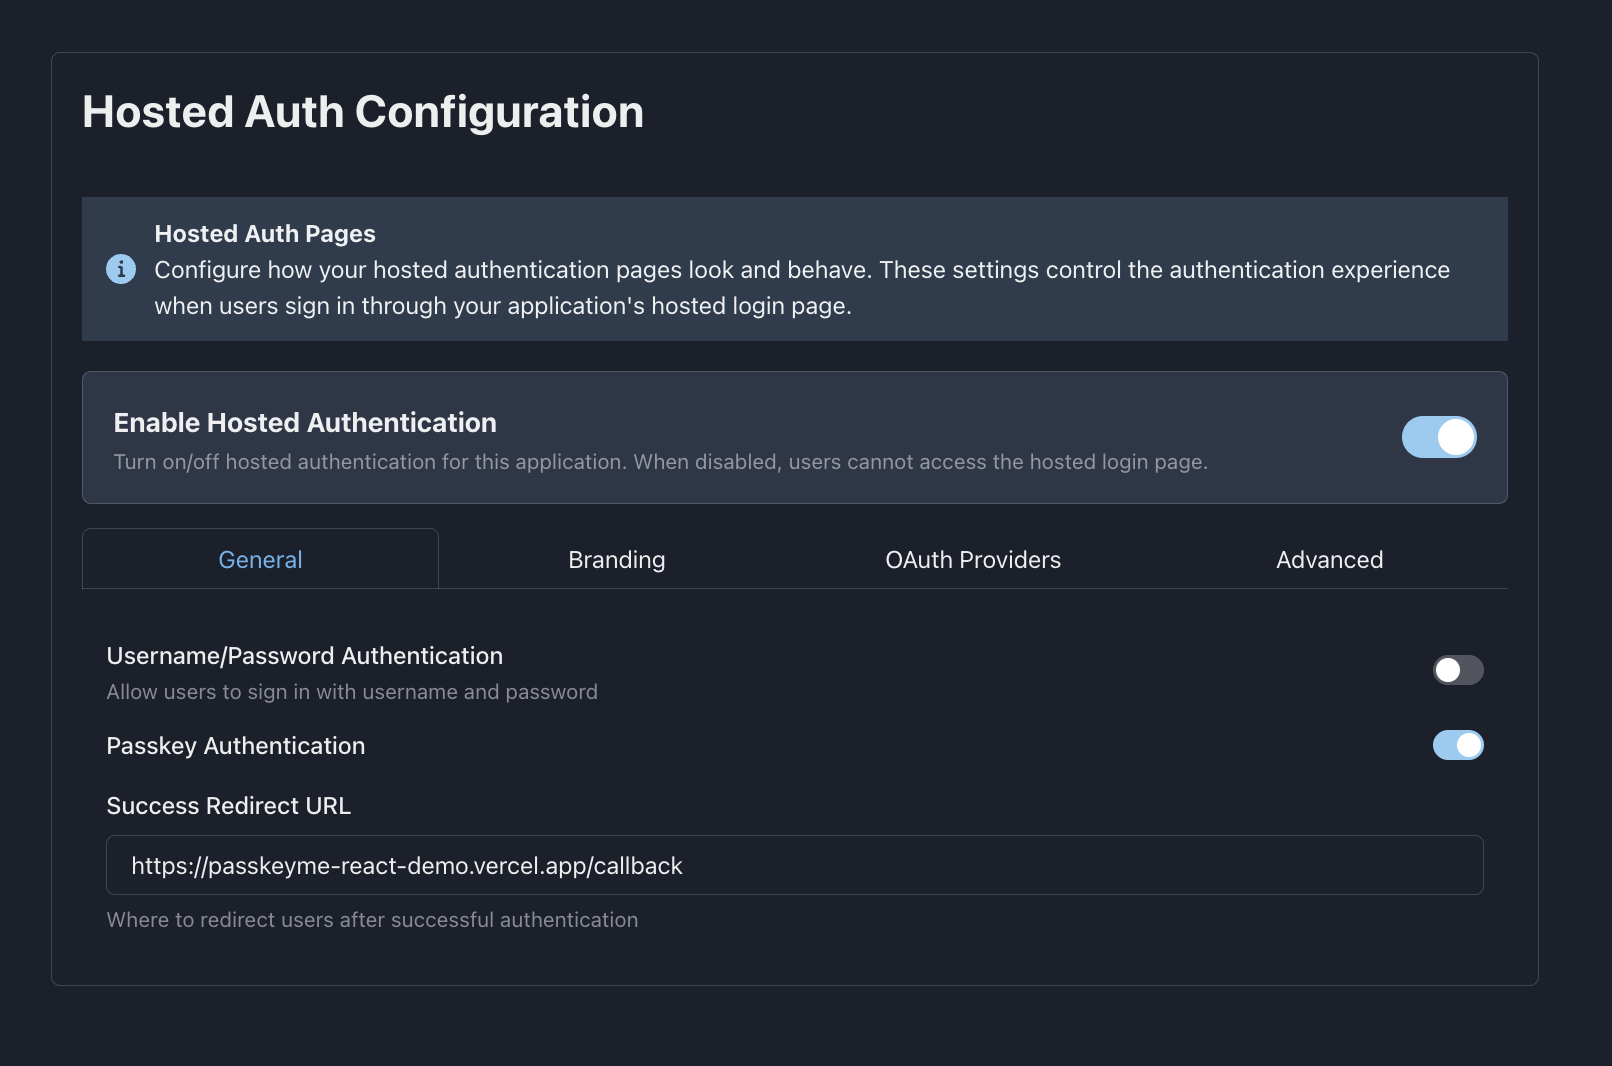 Hosted Auth Configuration
Hosted Auth Pages
Configure how your hosted authentication pages look and behave. These settings control the authentication experience
when users sign in through your application's hosted login page.
Enable Hosted Authentication
Turn on/off hosted authentication for this application. When disabled, users cannot access the hosted login page.
General
Branding
OAuth Providers
Advanced
Username/Password Authentication
Allow users to sign in with username and password
Passkey Authentication
Success Redirect URL
https://passkeyme-react-demo.vercel.app/callback
Where to redirect users after successful authentication